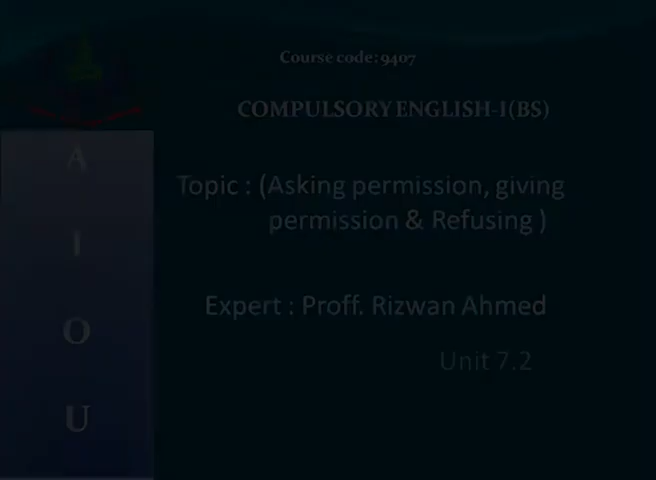 Course code: 9407
COMPULSORY ENGLISH-I(BS)
Topic : (Asking permission, giving
permission & Refusing )
Expert : Proff. Rizwan Ahmed
Unit 7.2
A
I
O
U